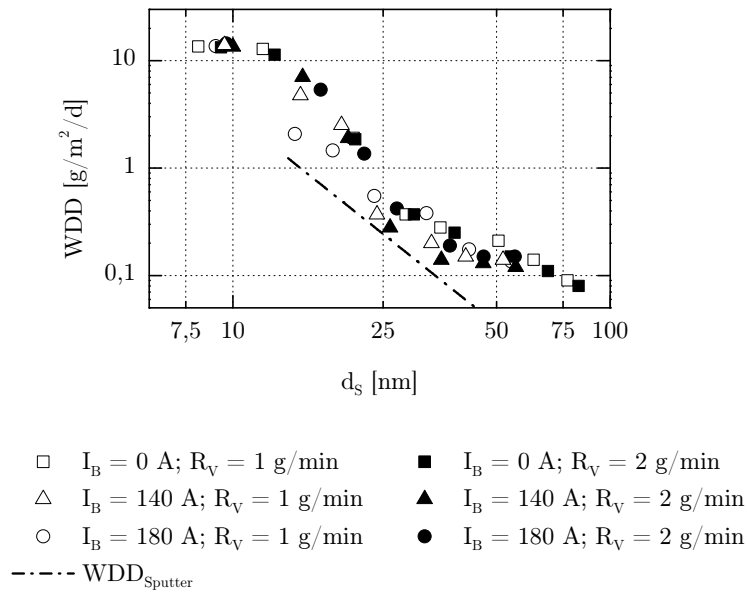 10
1
0,1
WDD [g/m²/d]
7,5 10 25 50 75 100
d_S [nm]
I_B = 0 A; R_V = 1 g/min I_B = 0 A; R_V = 2 g/min
I_B = 140 A; R_V = 1 g/min I_B = 140 A; R_V = 2 g/min
I_B = 180 A; R_V = 1 g/min I_B = 180 A; R_V = 2 g/min
WDD_Sputter